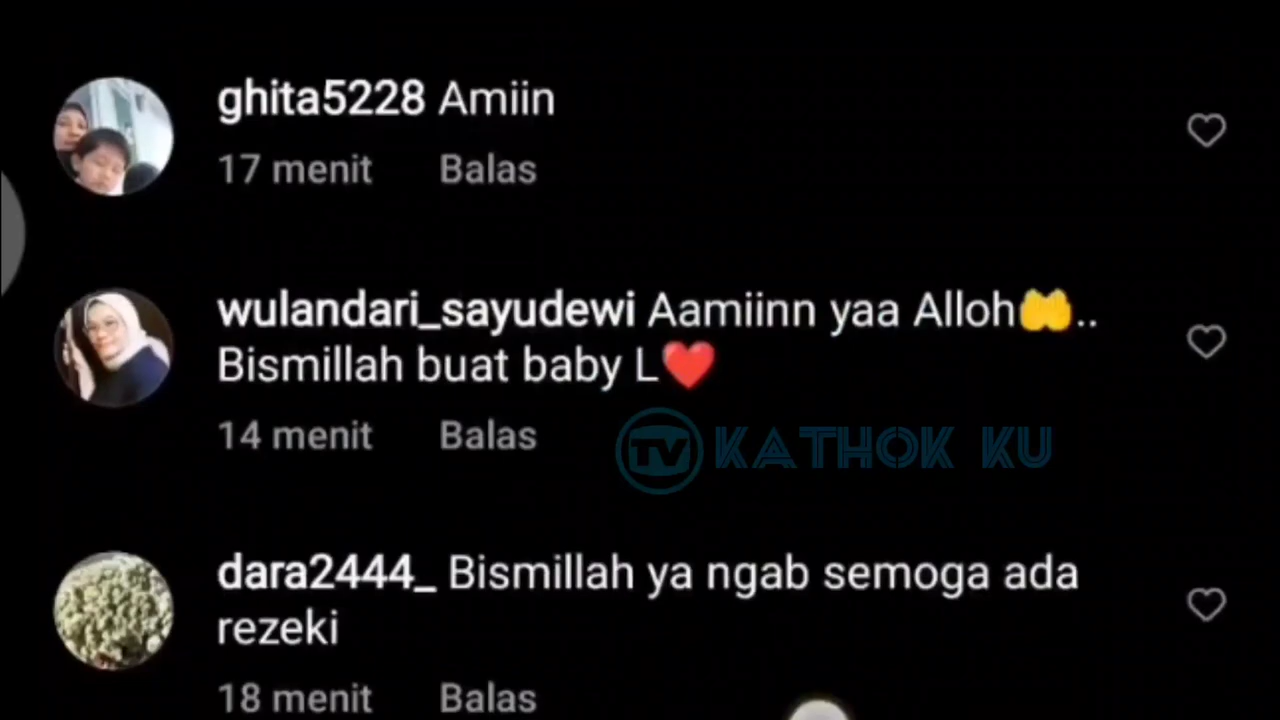 ghita5228 Amiin
17 menit Balas
wulandari_sayudewi Aamiinn yaa Alloh🤲..
Bismillah buat baby L❤️
14 menit Balas
TV KATHOK KU
dara2444_ Bismillah ya ngab semoga ada
rezeki
18 menit Balas